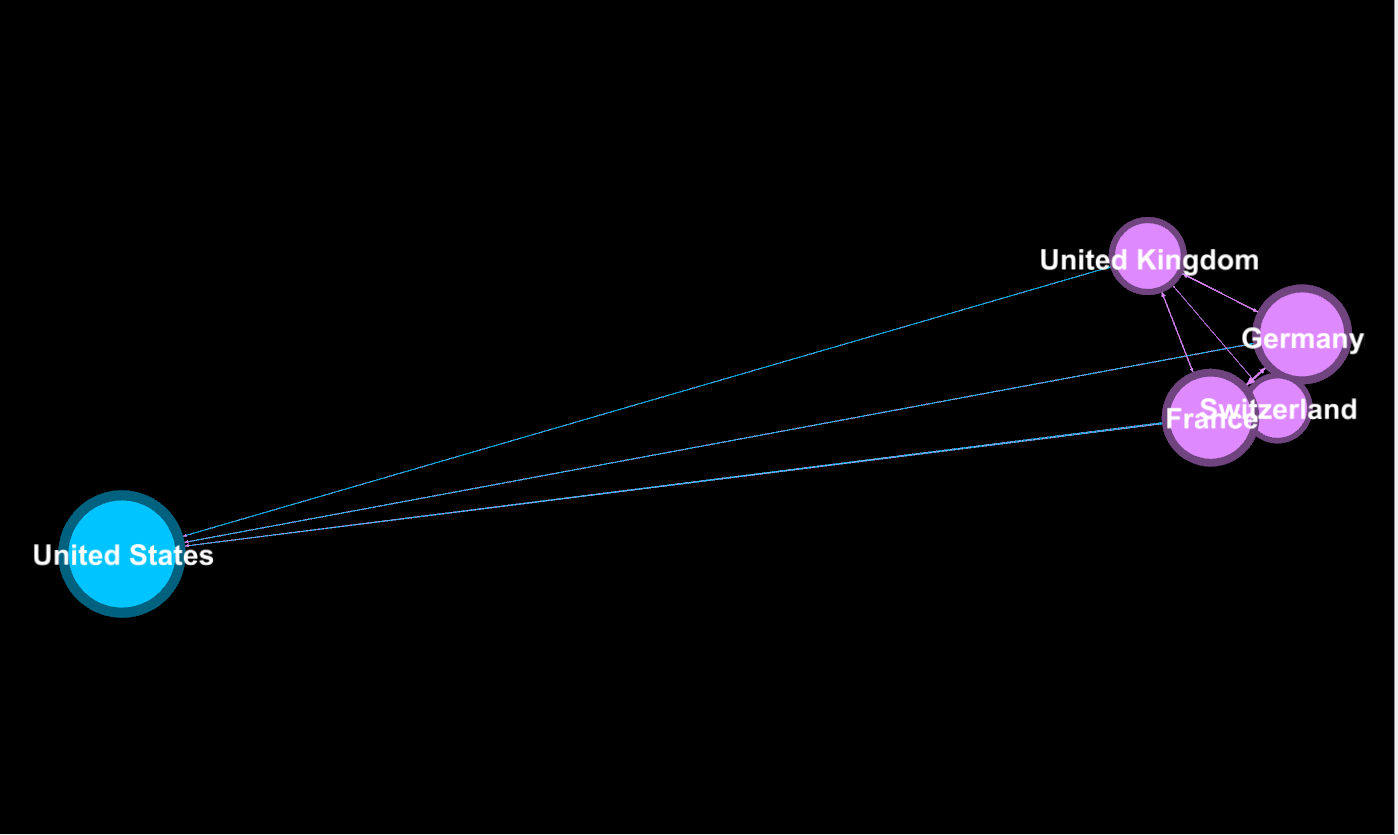 United Kingdom
Germany
Switzerland
France
United States